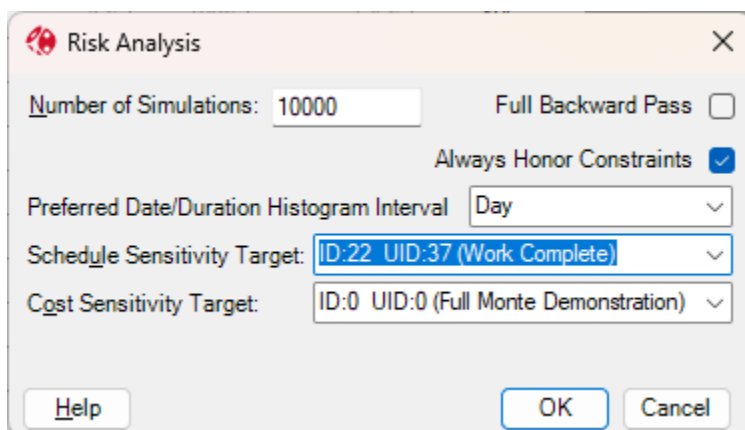 Risk Analysis
Number of Simulations: 10000 Full Backward Pass
Always Honor Constraints
Preferred Date/Duration Histogram Interval Day
Schedule Sensitivity Target: ID:22 UID:37 (Work Complete)
Cost Sensitivity Target: ID:0 UID:0 (Full Monte Demonstration)
Help OK Cancel